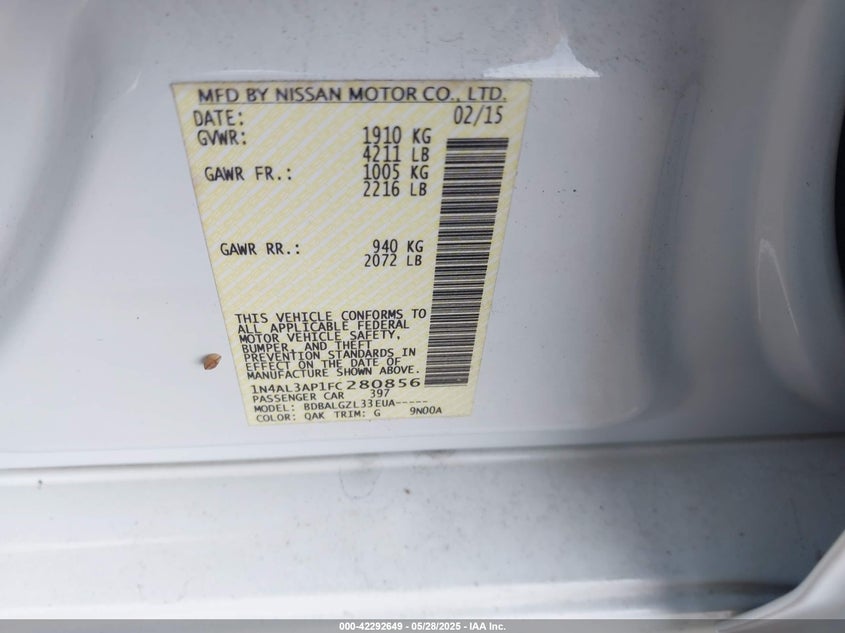 MFD BY NISSAN MOTOR CO., LTD.
DATE: 02/15
GVWR: 1910 KG
4211 LB
GAWR FR.: 1005 KG
2216 LB
GAWR RR.: 940 KG
2072 LB
THIS VEHICLE CONFORMS TO
ALL APPLICABLE FEDERAL
MOTOR VEHICLE SAFETY,
BUMPER, AND THEFT
PREVENTION STANDARDS IN
EFFECT ON THE DATE OF
MANUFACTURE SHOWN ABOVE.
1N4AL3AP1FC280856
PASSENGER CAR 397
MODEL: BDBALGZL33EUA-----
COLOR: QAK TRIM: G 9N00A
000-42292649 - 05/28/2025 - IAA Inc.